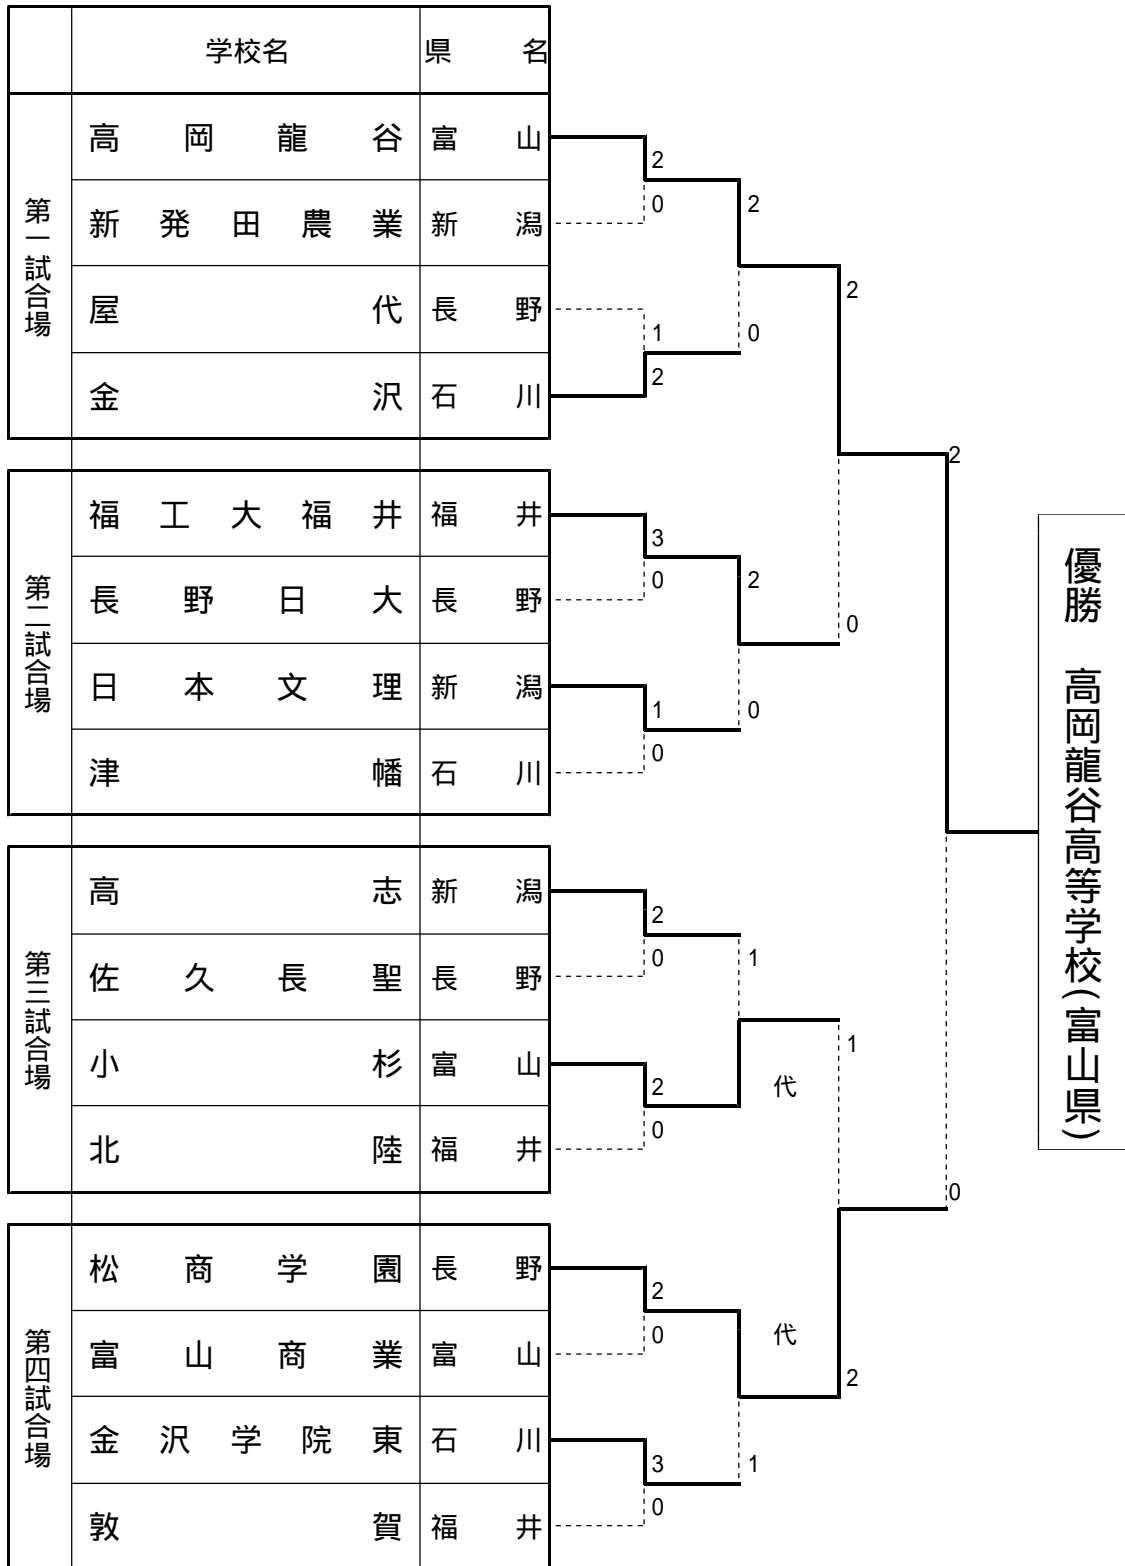 学校名 県名
第一試合場
高岡龍谷 富山
新発田農業 新潟
屋代 長野
金沢 石川
2
0
1
2
2
0
2
第二試合場
福工大福井 福井
長野日大 長野
日本文理 新潟
津幡 石川
3
0
1
0
2
0
0
2
第三試合場
高志 新潟
佐久長聖 長野
小杉 富山
北陸 福井
2
0
2
0
1
代
1
第四試合場
松商学園 長野
富山商業 富山
金沢学院東 石川
敦賀 福井
2
0
3
0
代
1
2
0
優勝 高岡龍谷高等学校(富山県)